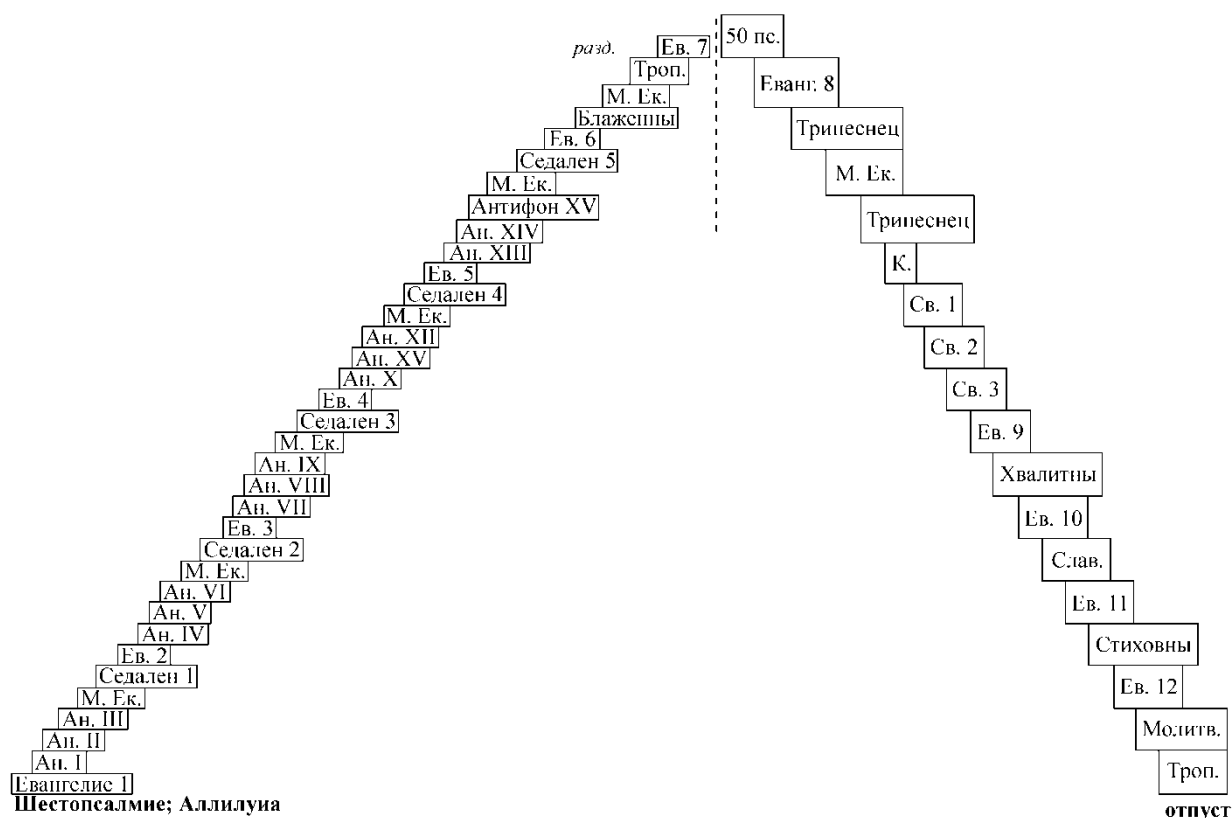 разд.
Ев. 7
Троп.
М. Ек.
Блаженны
Ев. 6
Седален 5
М. Ек.
Антифон XV
Ан. XIV
Ан. XIII
Ев. 5
Седален 4
М. Ек.
Ан. XII
Ан. XV
Ан. X
Ев. 4
Седален 3
М. Ек.
Ан. IX
Ан. VIII
Ан. VII
Ев. 3
Седален 2
М. Ек.
Ан. VI
Ан. V
Ан. IV
Ев. 2
Седален 1
М. Ек.
Ан. III
Ан. II
Ан. I
Евангелие 1
Шестопсалмие; Аллилуиа
50 пс.
Еванг. 8
Трипеснец
М. Ек.
Трипеснец
К.
Св. 1
Св. 2
Св. 3
Ев. 9
Хвалитны
Ев. 10
Слав.
Ев. 11
Стиховны
Ев. 12
Молитв.
Троп.
отпуст